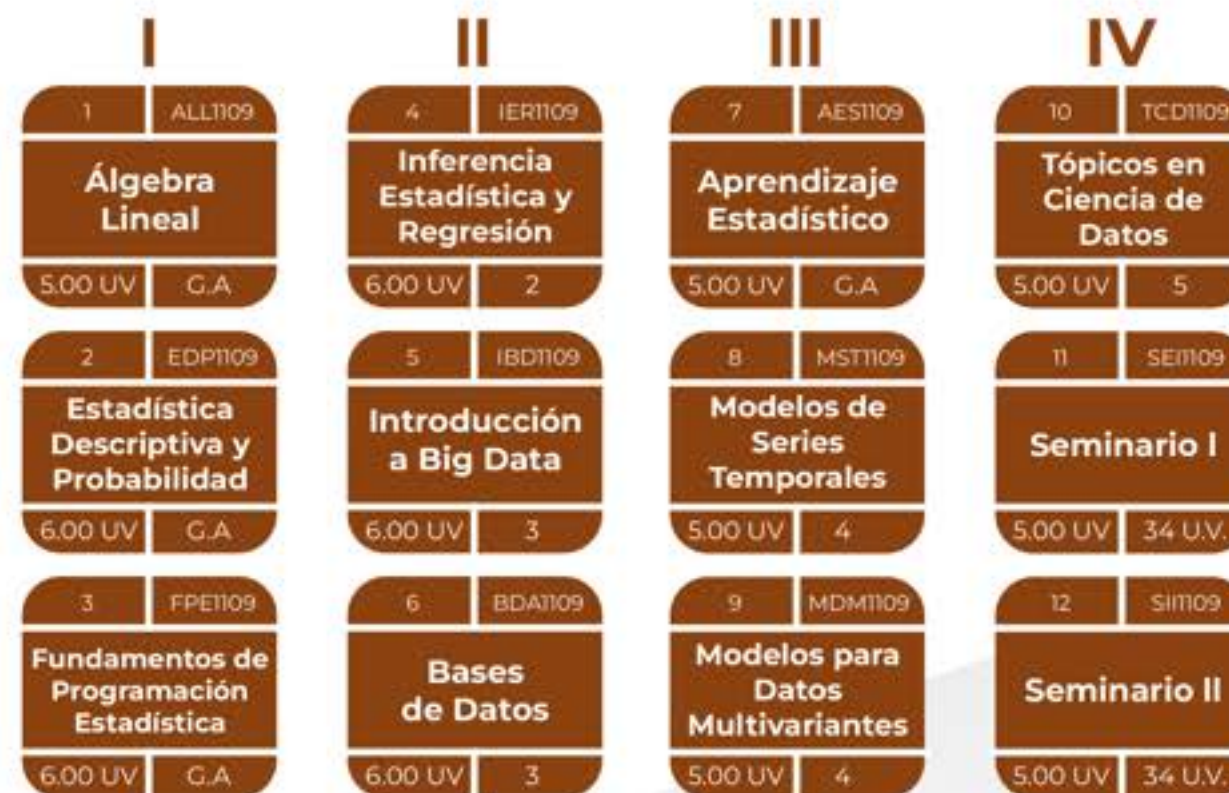 I
II
III
IV
1 ALL1109
Álgebra
Lineal
5.00 UV G.A
2 EDP1109
Estadística
Descriptiva y
Probabilidad
6.00 UV G.A
3 FPE1109
Fundamentos de
Programación
Estadística
6.00 UV G.A
4 IER1109
Inferencia
Estadística y
Regresión
6.00 UV 2
5 IBD1109
Introducción
a Big Data
6.00 UV 3
6 BDA1109
Bases
de Datos
6.00 UV 3
7 AES1109
Aprendizaje
Estadístico
5.00 UV G.A
8 MST1109
Modelos de
Series
Temporales
5.00 UV 4
9 MDM1109
Modelos para
Datos
Multivariantes
5.00 UV 4
10 TCD1109
Tópicos en
Ciencia de
Datos
5.00 UV 5
11 SEI1109
Seminario I
5.00 UV 34 U.V.
12 SII1109
Seminario II
5.00 UV 34 U.V.